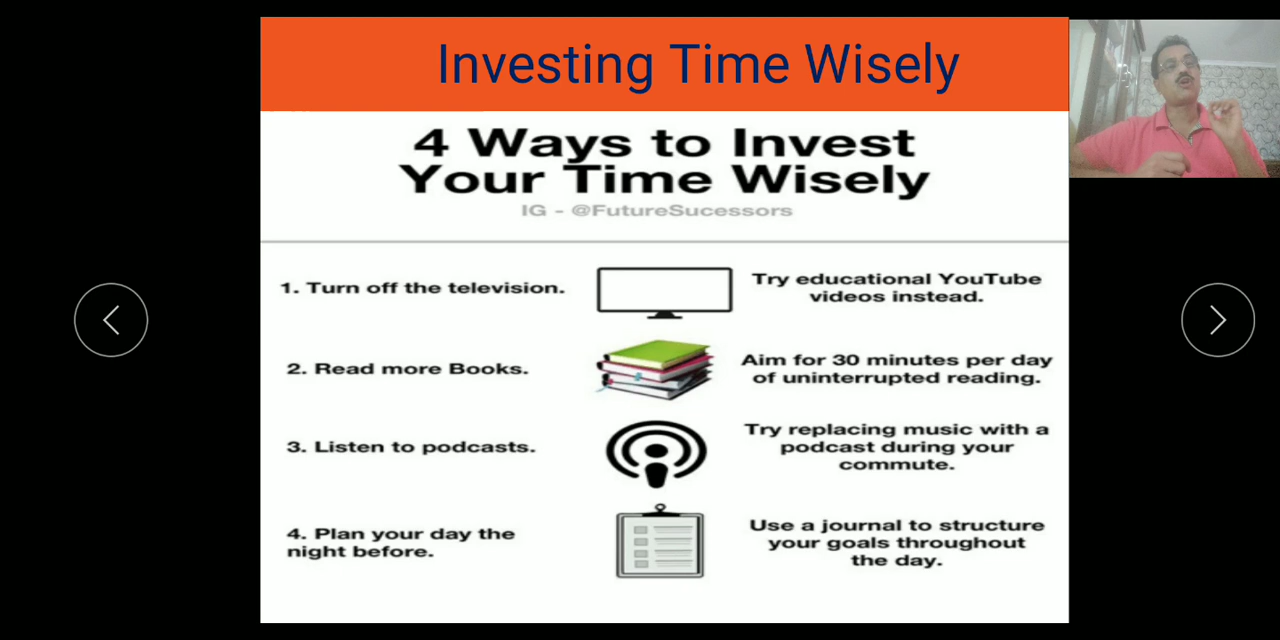 Investing Time Wisely
4 Ways to Invest
Your Time Wisely
IG - @FutureSucessors
1. Turn off the television.
Try educational YouTube
videos instead.
2. Read more Books.
Aim for 30 minutes per day
of uninterrupted reading.
3. Listen to podcasts.
Try replacing music with a
podcast during your
commute.
4. Plan your day the
night before.
Use a journal to structure
your goals throughout
the day.